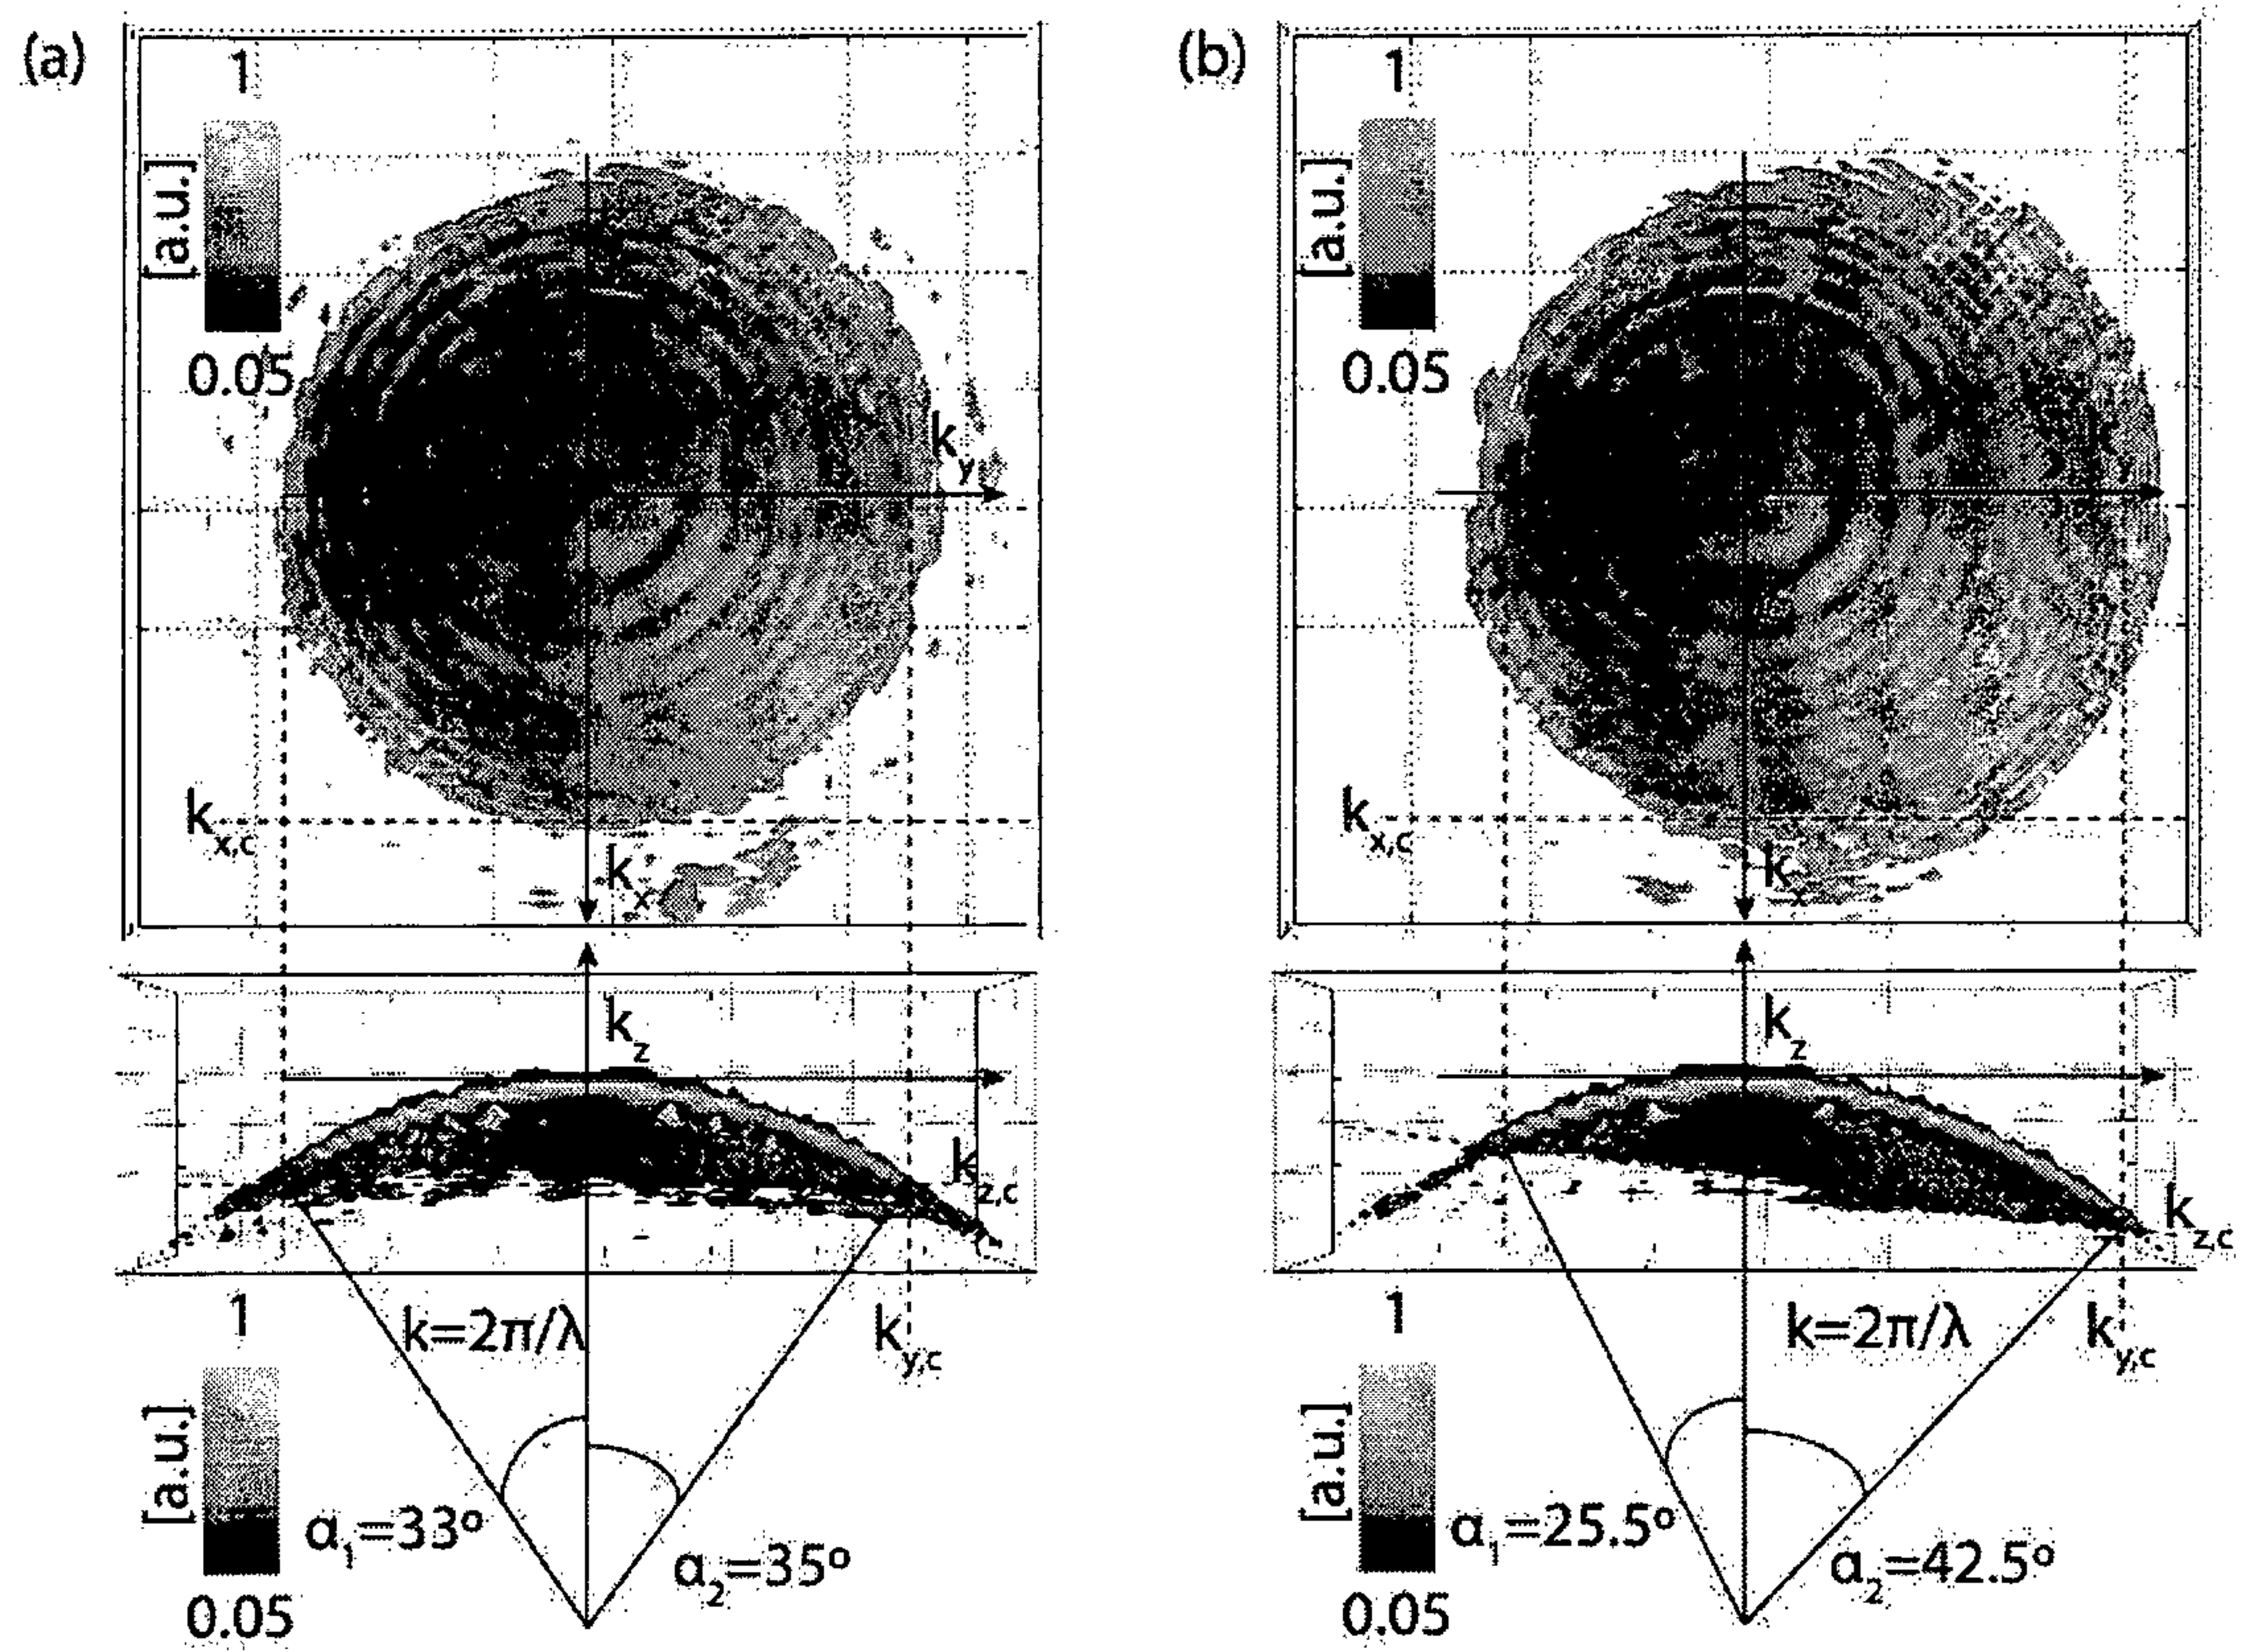 (a)
1
[a.u.]
0.05
k_y
k_x,c
k_x
k_z
k_z,c
k=2π/λ
k_y,c
1
[a.u.]
0.05
α_1=33°
α_2=35°
(b)
1
[a.u.]
0.05
k_x,c
k_x
k_z
k_z,c
k=2π/λ
k_y,c
1
[a.u.]
0.05
α_1=25.5°
α_2=42.5°